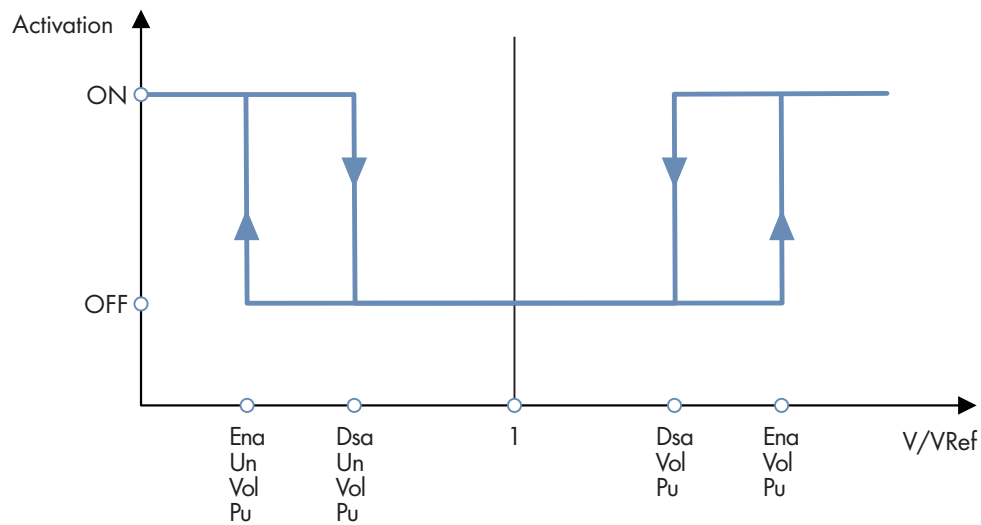 Activation
ON
OFF
Ena
Un
Vol
Pu
Dsa
Un
Vol
Pu
1
Dsa
Vol
Pu
Ena
Vol
Pu
V/VRef